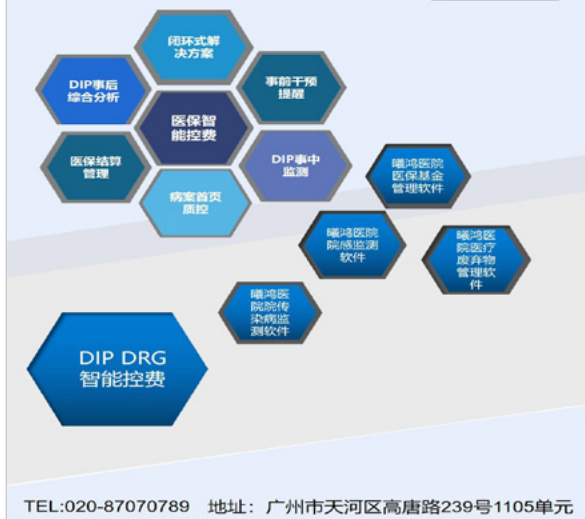 闭环式解
决方案
DIP事后
综合分析
事前干预
提醒
医保智
能控费
医保结算
管理
DIP事中
监测
病案首页
质控
曦鸿医院
医保基金
管理软件
曦鸿医院
院感监测
软件
曦鸿医
院医疗
废弃物
管理软
件
曦鸿医
院院传
染病监
测软件
DIP DRG
智能控费
TEL:020-87070789 地址：广州市天河区高唐路239号1105单元